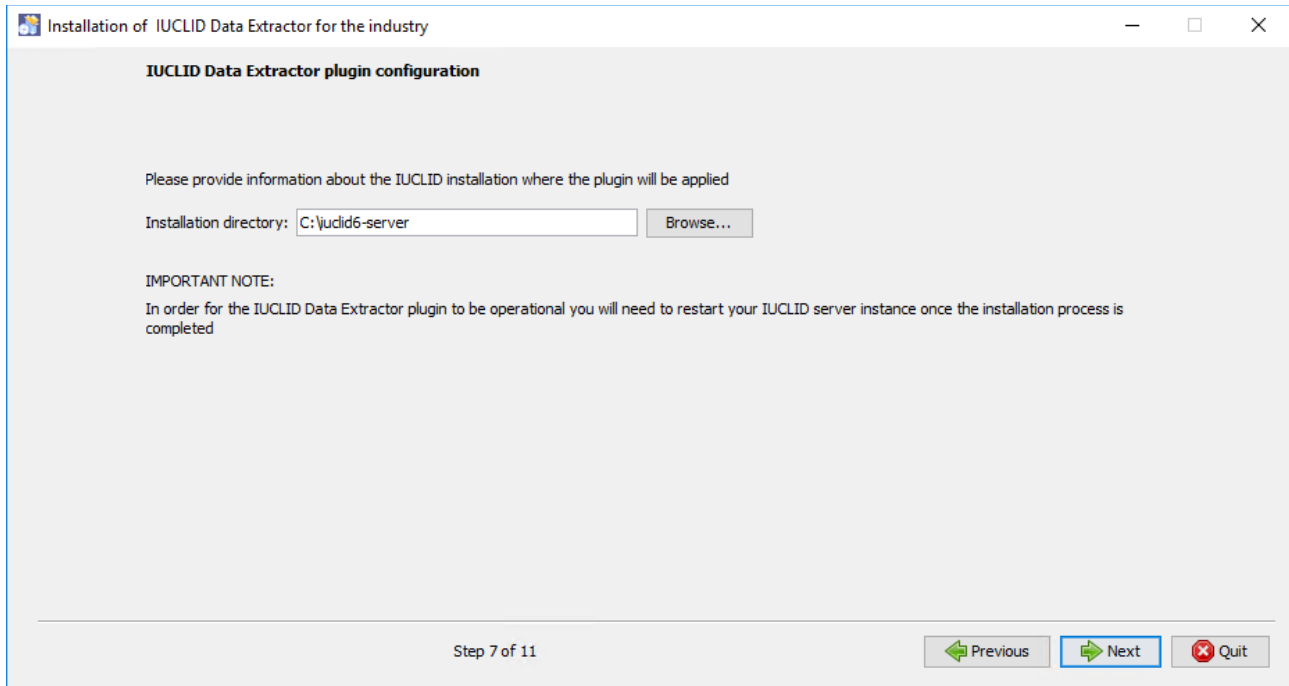 Installation of  IUCLID Data Extractor for the industry
IUCLID Data Extractor plugin configuration
Please provide information about the IUCLID installation where the plugin will be applied
Installation directory: C:\iuclid6-server Browse...
IMPORTANT NOTE:
In order for the IUCLID Data Extractor plugin to be operational you will need to restart your IUCLID server instance once the installation process is
completed
Step 7 of 11 Previous Next Quit